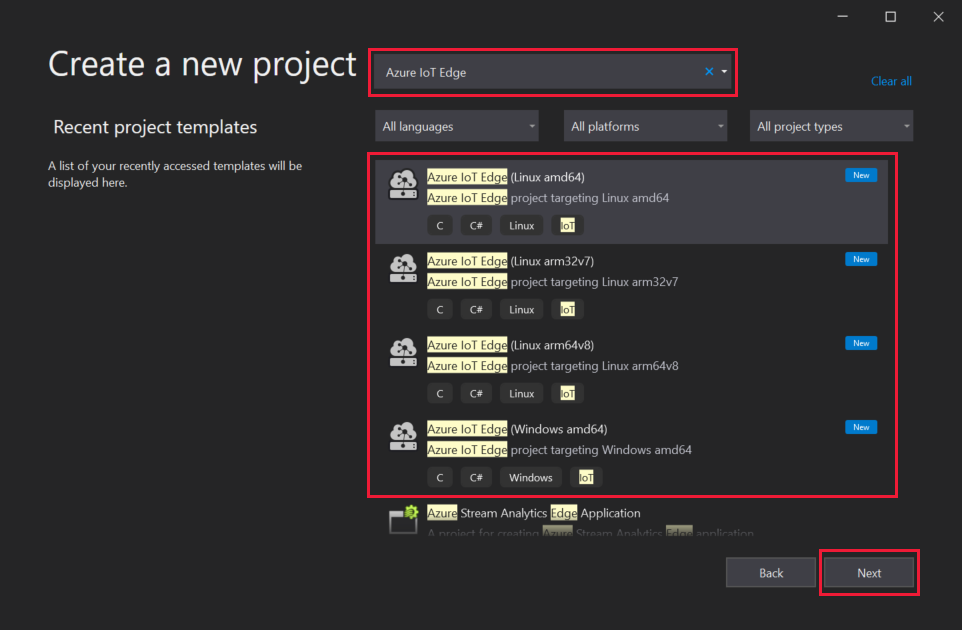 Create a new project
Azure IoT Edge
Clear all
Recent project templates
All languages
All platforms
All project types
A list of your recently accessed templates will be
displayed here.
Azure IoT Edge (Linux amd64)
New
Azure IoT Edge project targeting Linux amd64
C C# Linux IoT
Azure IoT Edge (Linux arm32v7)
New
Azure IoT Edge project targeting Linux arm32v7
C C# Linux IoT
Azure IoT Edge (Linux arm64v8)
New
Azure IoT Edge project targeting Linux arm64v8
C C# Linux IoT
Azure IoT Edge (Windows amd64)
New
Azure IoT Edge project targeting Windows amd64
C C# Windows IoT
Azure Stream Analytics Edge Application
A project for creating Azure Stream Analytics Edge application
Back
Next